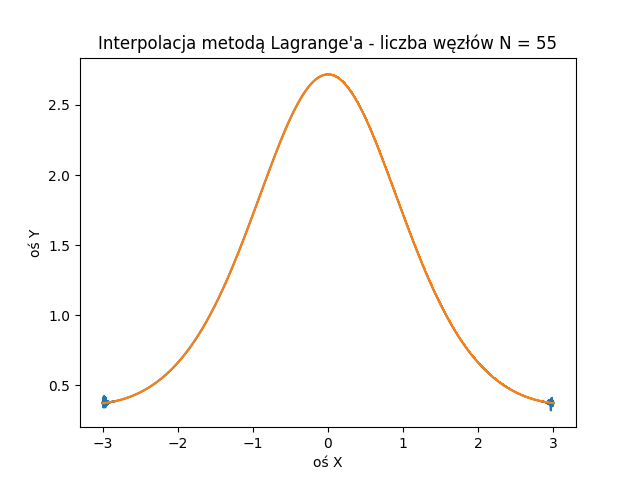 Interpolacja metodą Lagrange'a - liczba węzłów N = 55
oś Y
2.5
2.0
1.5
1.0
0.5
−3 −2 −1 0 1 2 3
oś X